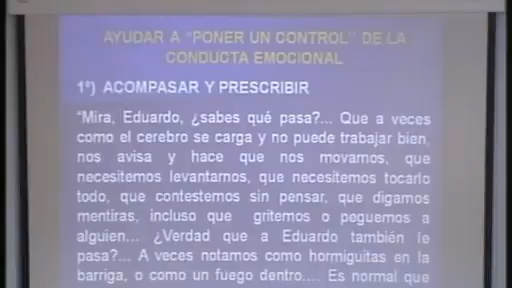 AYUDAR A "PONER UN CONTROL" DE LA
CONDUCTA EMOCIONAL
1º) ACOMPASAR Y PRESCRIBIR
"Mira, Eduardo, ¿sabes qué pasa?... Que a veces
como el cerebro se carga y no puede trabajar bien,
nos avisa y hace que nos movamos, que
necesitemos levantarnos, que necesitemos tocarlo
todo, que contestemos sin pensar, que digamos
mentiras, incluso que gritemos o peguemos a
alguien... ¿Verdad que a Eduardo también le
pasa?... A veces notamos como hormiguitas en la
barriga, o como un fuego dentro.... Es normal que